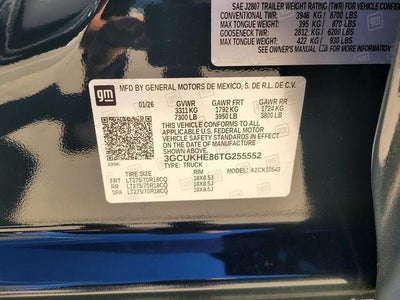 SAE J2807 TRAILER WEIGHT RATING (TWR) FOR VEHICLE CONFIG
CONVENTIONAL TWR: 3946 KG / 8700 LBS
MAX TONGUE WEIGHT: 395 KG / 870 LBS
GOOSENECK TWR: 2812 KG / 6200 LBS
MAX TONGUE WEIGHT: 422 KG / 930 LBS
SEE OWNER'S MANUAL FOR
gm
MFD BY GENERAL MOTORS DE MEXICO, S. DE R.L. DE C.V.
01/26 GVWR GAWR FRT GAWR RR
3311 KG 1792 KG 1724 KG
7300 LB 3950 LB 3800 LB
THIS VEHICLE CONFORMS TO ALL
APPLICABLE U.S. FEDERAL MOTOR
VEHICLE SAFETY STANDARDS IN
EFFECT ON THE DATE OF
MANUFACTURE SHOWN ABOVE.
3GCUKHE86TG255552
TYPE: TRUCK
TIRE SIZE RIM MODEL:
FRT LT275/70R18CQ 18X8.5J
RR LT275/70R18CQ 18X8.5J
SPA LT275/70R18CQ 18X8.5J